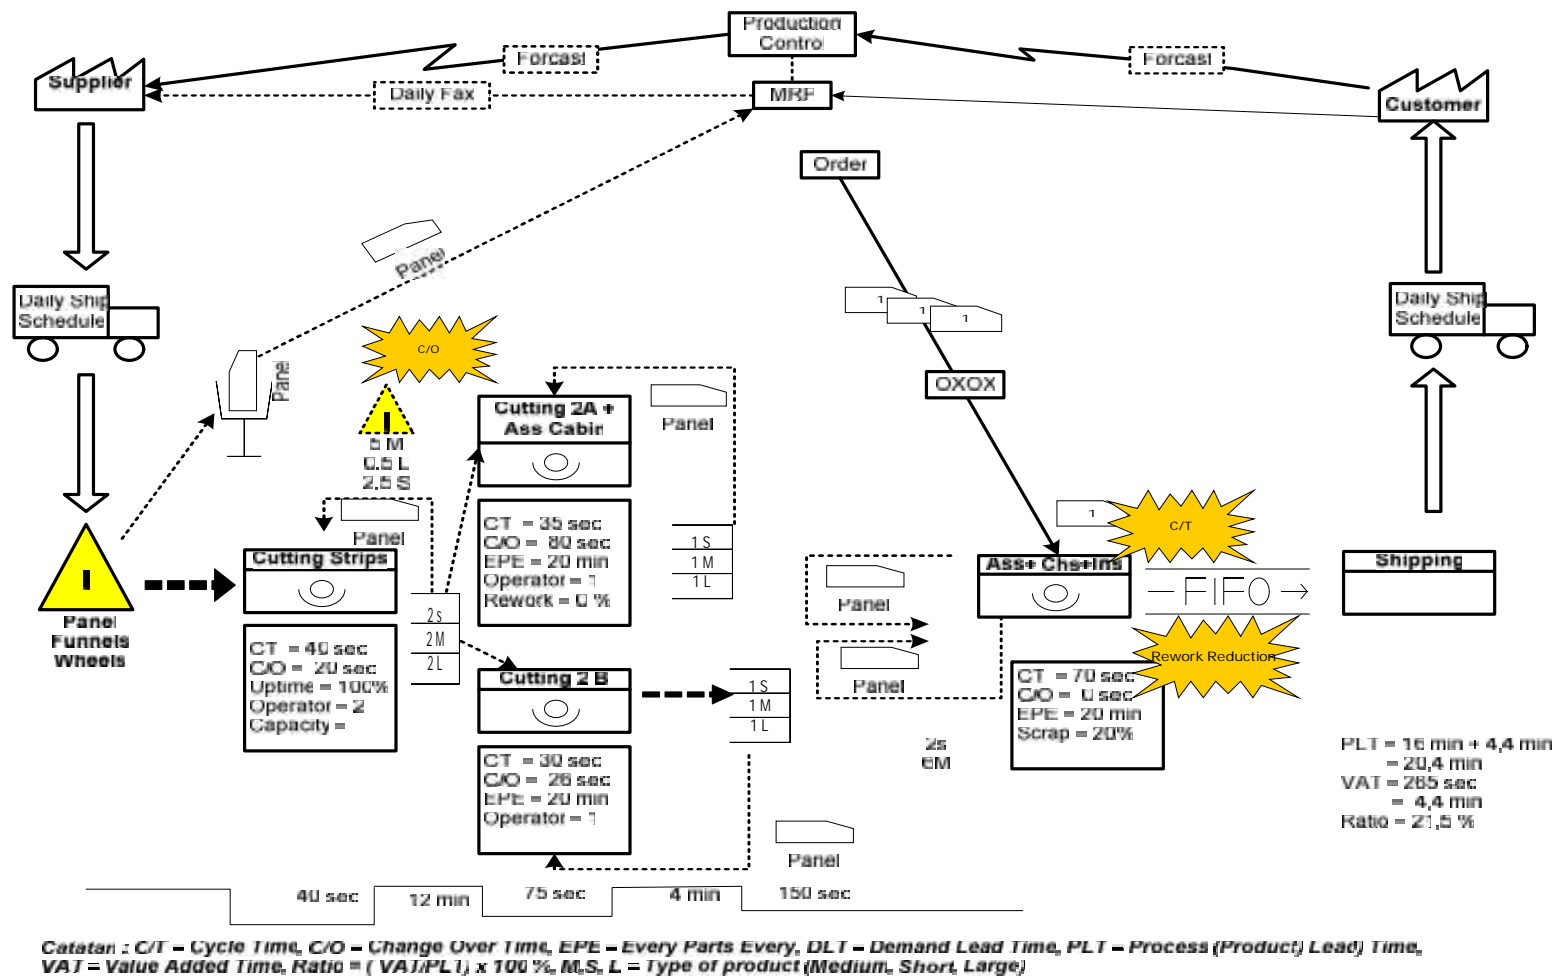 Production
Control
Forcast
Forcast
Supplier
Daily Fax
MRP
Customer
Order
Panel
Daily Ship
Schedule
1
1
1
Daily Ship
Schedule
C/O
Panel
I
5 M
0.5 L
2.5 S
Cutting 2A +
Ass Cabin
Panel
OXOX
Panel
CT = 35 sec
C/O = 80 sec
EPE = 20 min
Operator = 1
Rework = 0 %
1 S
1 M
1 L
1
C/T
I
Panel
Funnels
Wheels
Cutting Strips
2s
2M
2L
CT = 40 sec
C/O = 20 sec
Uptime = 100%
Operator = 2
Capacity =
Cutting 2 B
CT = 30 sec
C/O = 26 sec
EPE = 20 min
Operator = 1
1 S
1 M
1 L
Panel
Panel
Ass+ Chs+Ins
FIFO
Shipping
Rework Reduction
CT = 70 sec
C/O = 0 sec
EPE = 20 min
Scrap = 20%
2s
6M
PLT = 16 min + 4,4 min
= 20,4 min
VAT = 265 sec
= 4,4 min
Ratio = 21,5 %
Panel
40 sec
12 min
75 sec
4 min
150 sec
Catatan : C/T = Cycle Time, C/O = Change Over Time, EPE = Every Parts Every, DLT = Demand Lead Time, PLT = Process (Product) Lead) Time,
VAT = Value Added Time, Ratio = ( VAT/PLT) x 100 %, M,S, L = Type of product (Medium, Short, Large)